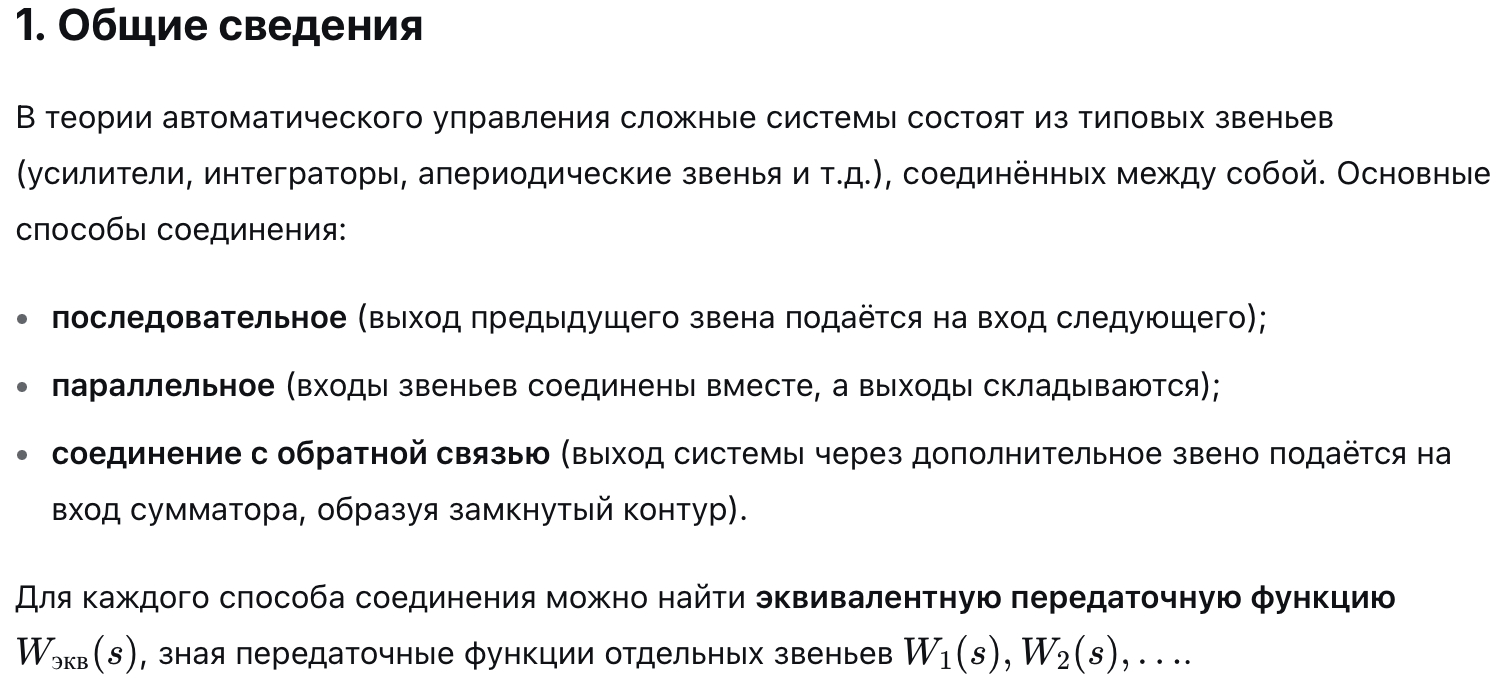 1. Общие сведения
В теории автоматического управления сложные системы состоят из типовых звеньев
(усилители, интеграторы, апериодические звенья и т.д.), соединённых между собой. Основные
способы соединения:
• последовательное (выход предыдущего звена подаётся на вход следующего);
• параллельное (входы звеньев соединены вместе, а выходы складываются);
• соединение с обратной связью (выход системы через дополнительное звено подаётся на
вход сумматора, образуя замкнутый контур).
Для каждого способа соединения можно найти эквивалентную передаточную функцию
W_экв(s), зная передаточные функции отдельных звеньев W₁(s), W₂(s), . . ..